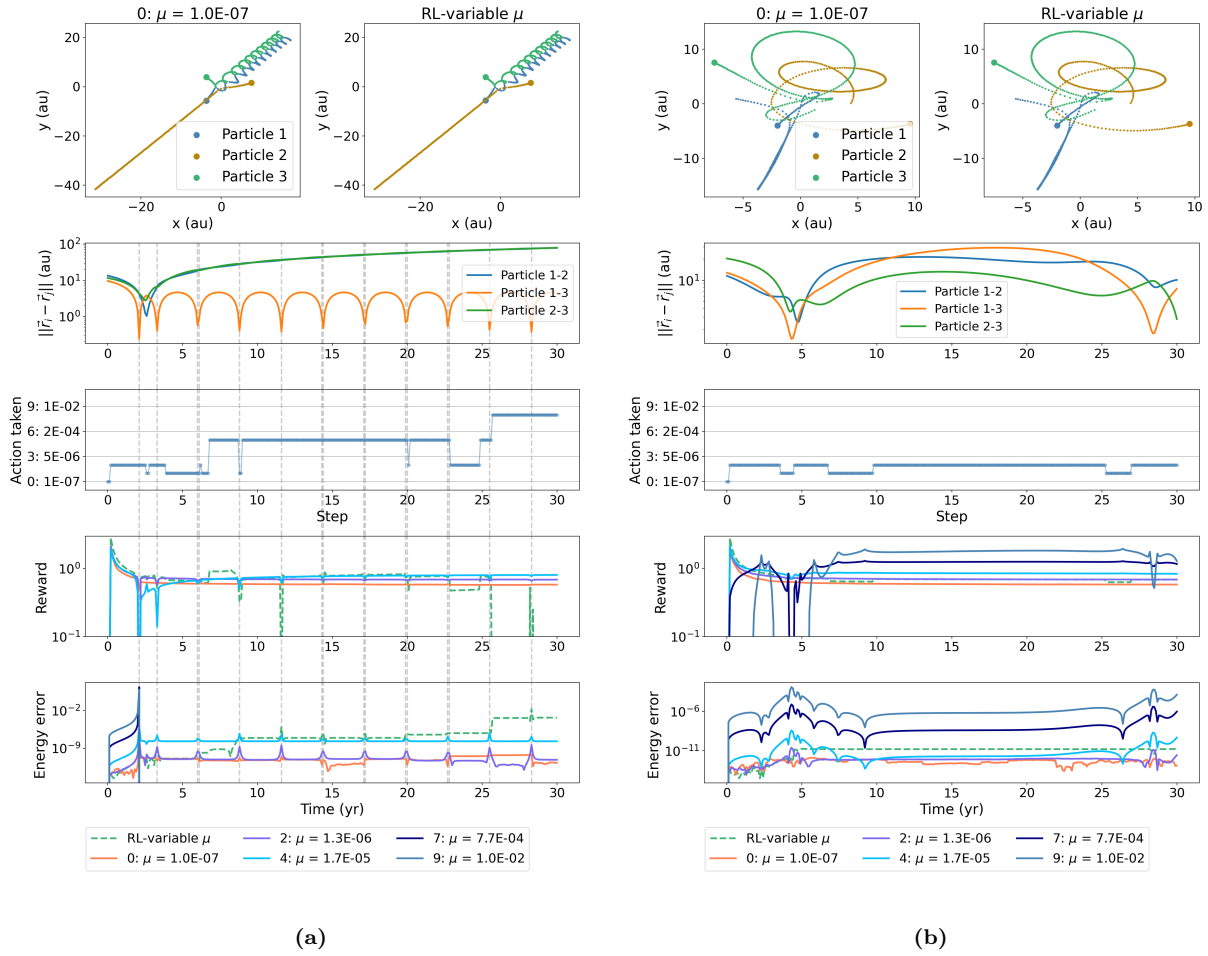 0: μ = 1.0E-07
RL-variable μ
y (au)
20
0
−20
−40
Particle 1
Particle 2
Particle 3
−20
0
x (au)
y (au)
20
0
−20
−40
−20
0
x (au)
||r⃗i − r⃗j|| (au)
10²
10¹
10⁰
Particle 1-2
Particle 1-3
Particle 2-3
0 5 10 15 20 25 30
Action taken
9: 1E-02
6: 2E-04
3: 5E-06
0: 1E-07
0 5 10 15 20 25 30
Step
Reward
10⁰
10⁻¹
0 5 10 15 20 25 30
Energy error
10⁻²
10⁻⁹
0 5 10 15 20 25 30
Time (yr)
RL-variable μ
0: μ = 1.0E-07
2: μ = 1.3E-06
4: μ = 1.7E-05
7: μ = 7.7E-04
9: μ = 1.0E-02
(a)
0: μ = 1.0E-07
RL-variable μ
y (au)
10
0
−10
Particle 1
Particle 2
Particle 3
−5 0 5 10
x (au)
y (au)
10
0
−10
−5 0 5 10
x (au)
||r⃗i − r⃗j|| (au)
10¹
Particle 1-2
Particle 1-3
Particle 2-3
0 5 10 15 20 25 30
Action taken
9: 1E-02
6: 2E-04
3: 5E-06
0: 1E-07
0 5 10 15 20 25 30
Step
Reward
10⁰
10⁻¹
0 5 10 15 20 25 30
Energy error
10⁻⁶
10⁻¹¹
0 5 10 15 20 25 30
Time (yr)
RL-variable μ
0: μ = 1.0E-07
2: μ = 1.3E-06
4: μ = 1.7E-05
7: μ = 7.7E-04
9: μ = 1.0E-02
(b)